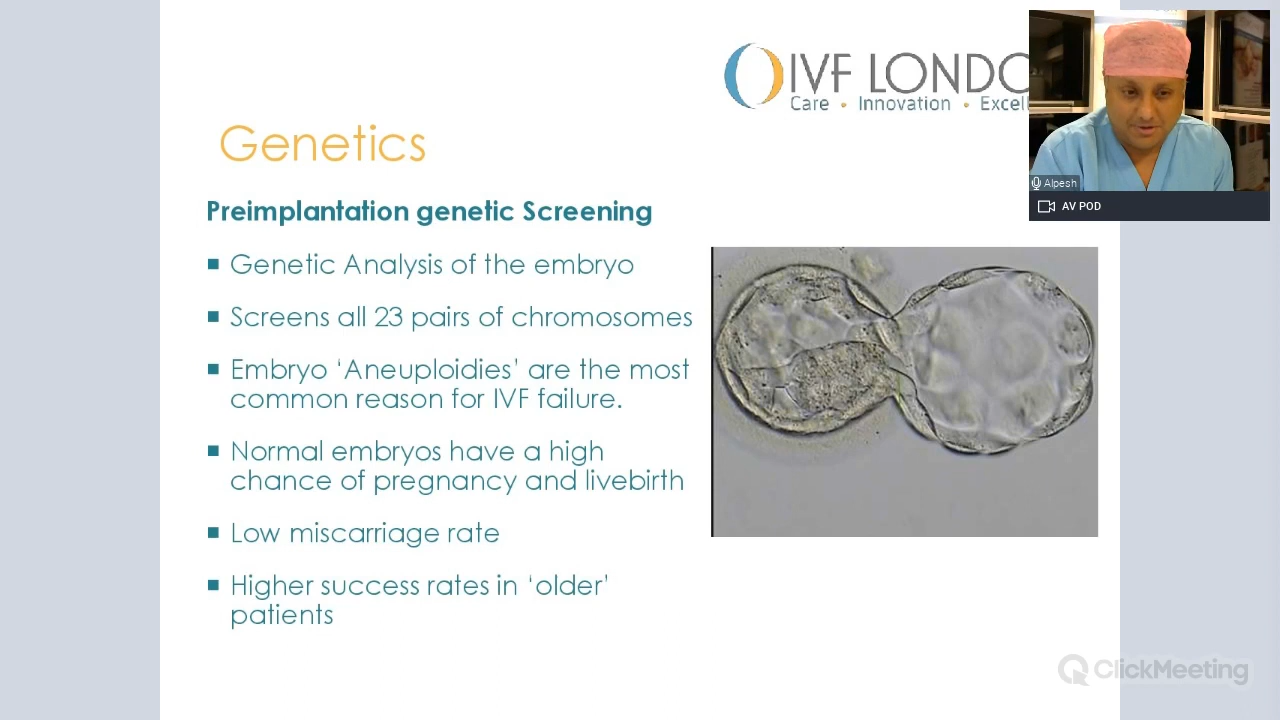 IVF LONDO
Care • Innovation • Excel
Genetics
Preimplantation genetic Screening
Genetic Analysis of the embryo
Screens all 23 pairs of chromosomes
Embryo ‘Aneuploidies’ are the most
common reason for IVF failure.
Normal embryos have a high
chance of pregnancy and livebirth
Low miscarriage rate
Higher success rates in ‘older’
patients
Alpesh
AV POD
ClickMeeting